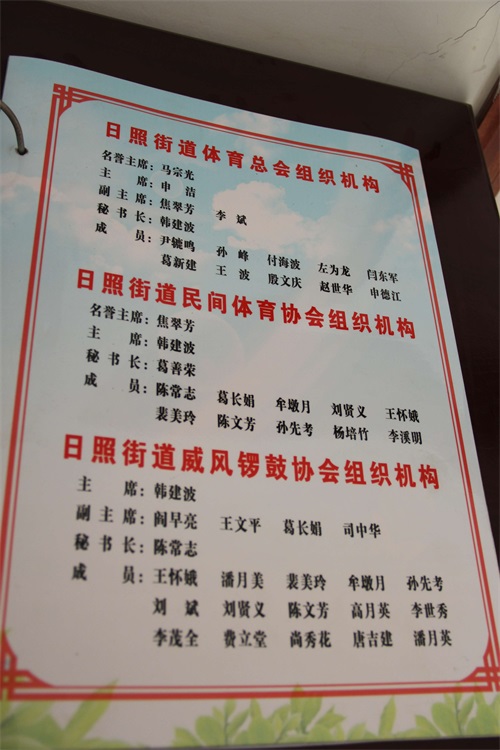 日照街道体育总会组织机构
名誉主席：马宗光
主　　席：申　洁
副 主 席：焦翠芳　李　斌
秘 书 长：韩建波
成　　员：尹辘鸣　孙　峰　付海波　左为龙　闫东军
葛新建　王　波　殷文庆　赵世华　申德江
日照街道民间体育协会组织机构
名誉主席：焦翠芳
主　　席：韩建波
秘 书 长：葛善荣
成　　员：陈常志　葛长娟　牟墩月　刘贤义　王怀娥
裴美玲　陈文芳　孙先考　杨培竹　李溪明
日照街道威风锣鼓协会组织机构
主　　席：韩建波
副 主 席：阎早亮　王文平　葛长娟　司中华
秘 书 长：陈常志
成　　员：王怀娥　潘月美　裴美玲　牟墩月　孙先考
刘　斌　刘贤义　陈文芳　高月英　李世秀
李茂全　费立堂　尚秀花　唐吉建　潘月英